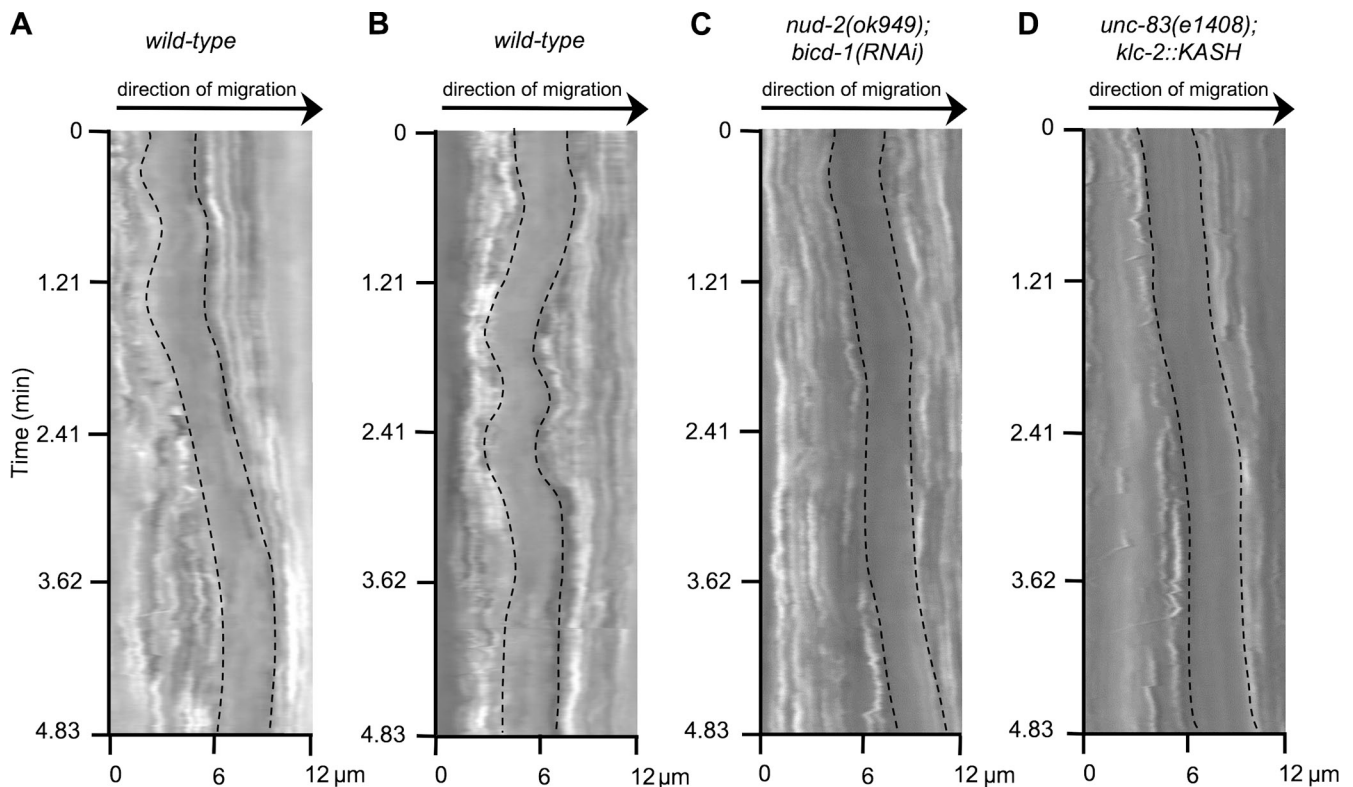 A
wild-type
direction of migration
0
1.21
2.41
3.62
4.83
Time (min)
0
6
12 µm
B
wild-type
direction of migration
0
1.21
2.41
3.62
4.83
0
6
12 µm
C
nud-2(ok949);
bicd-1(RNAi)
direction of migration
0
1.21
2.41
3.62
4.83
0
6
12 µm
D
unc-83(e1408);
klc-2::KASH
direction of migration
0
1.21
2.41
3.62
4.83
0
6
12 µm